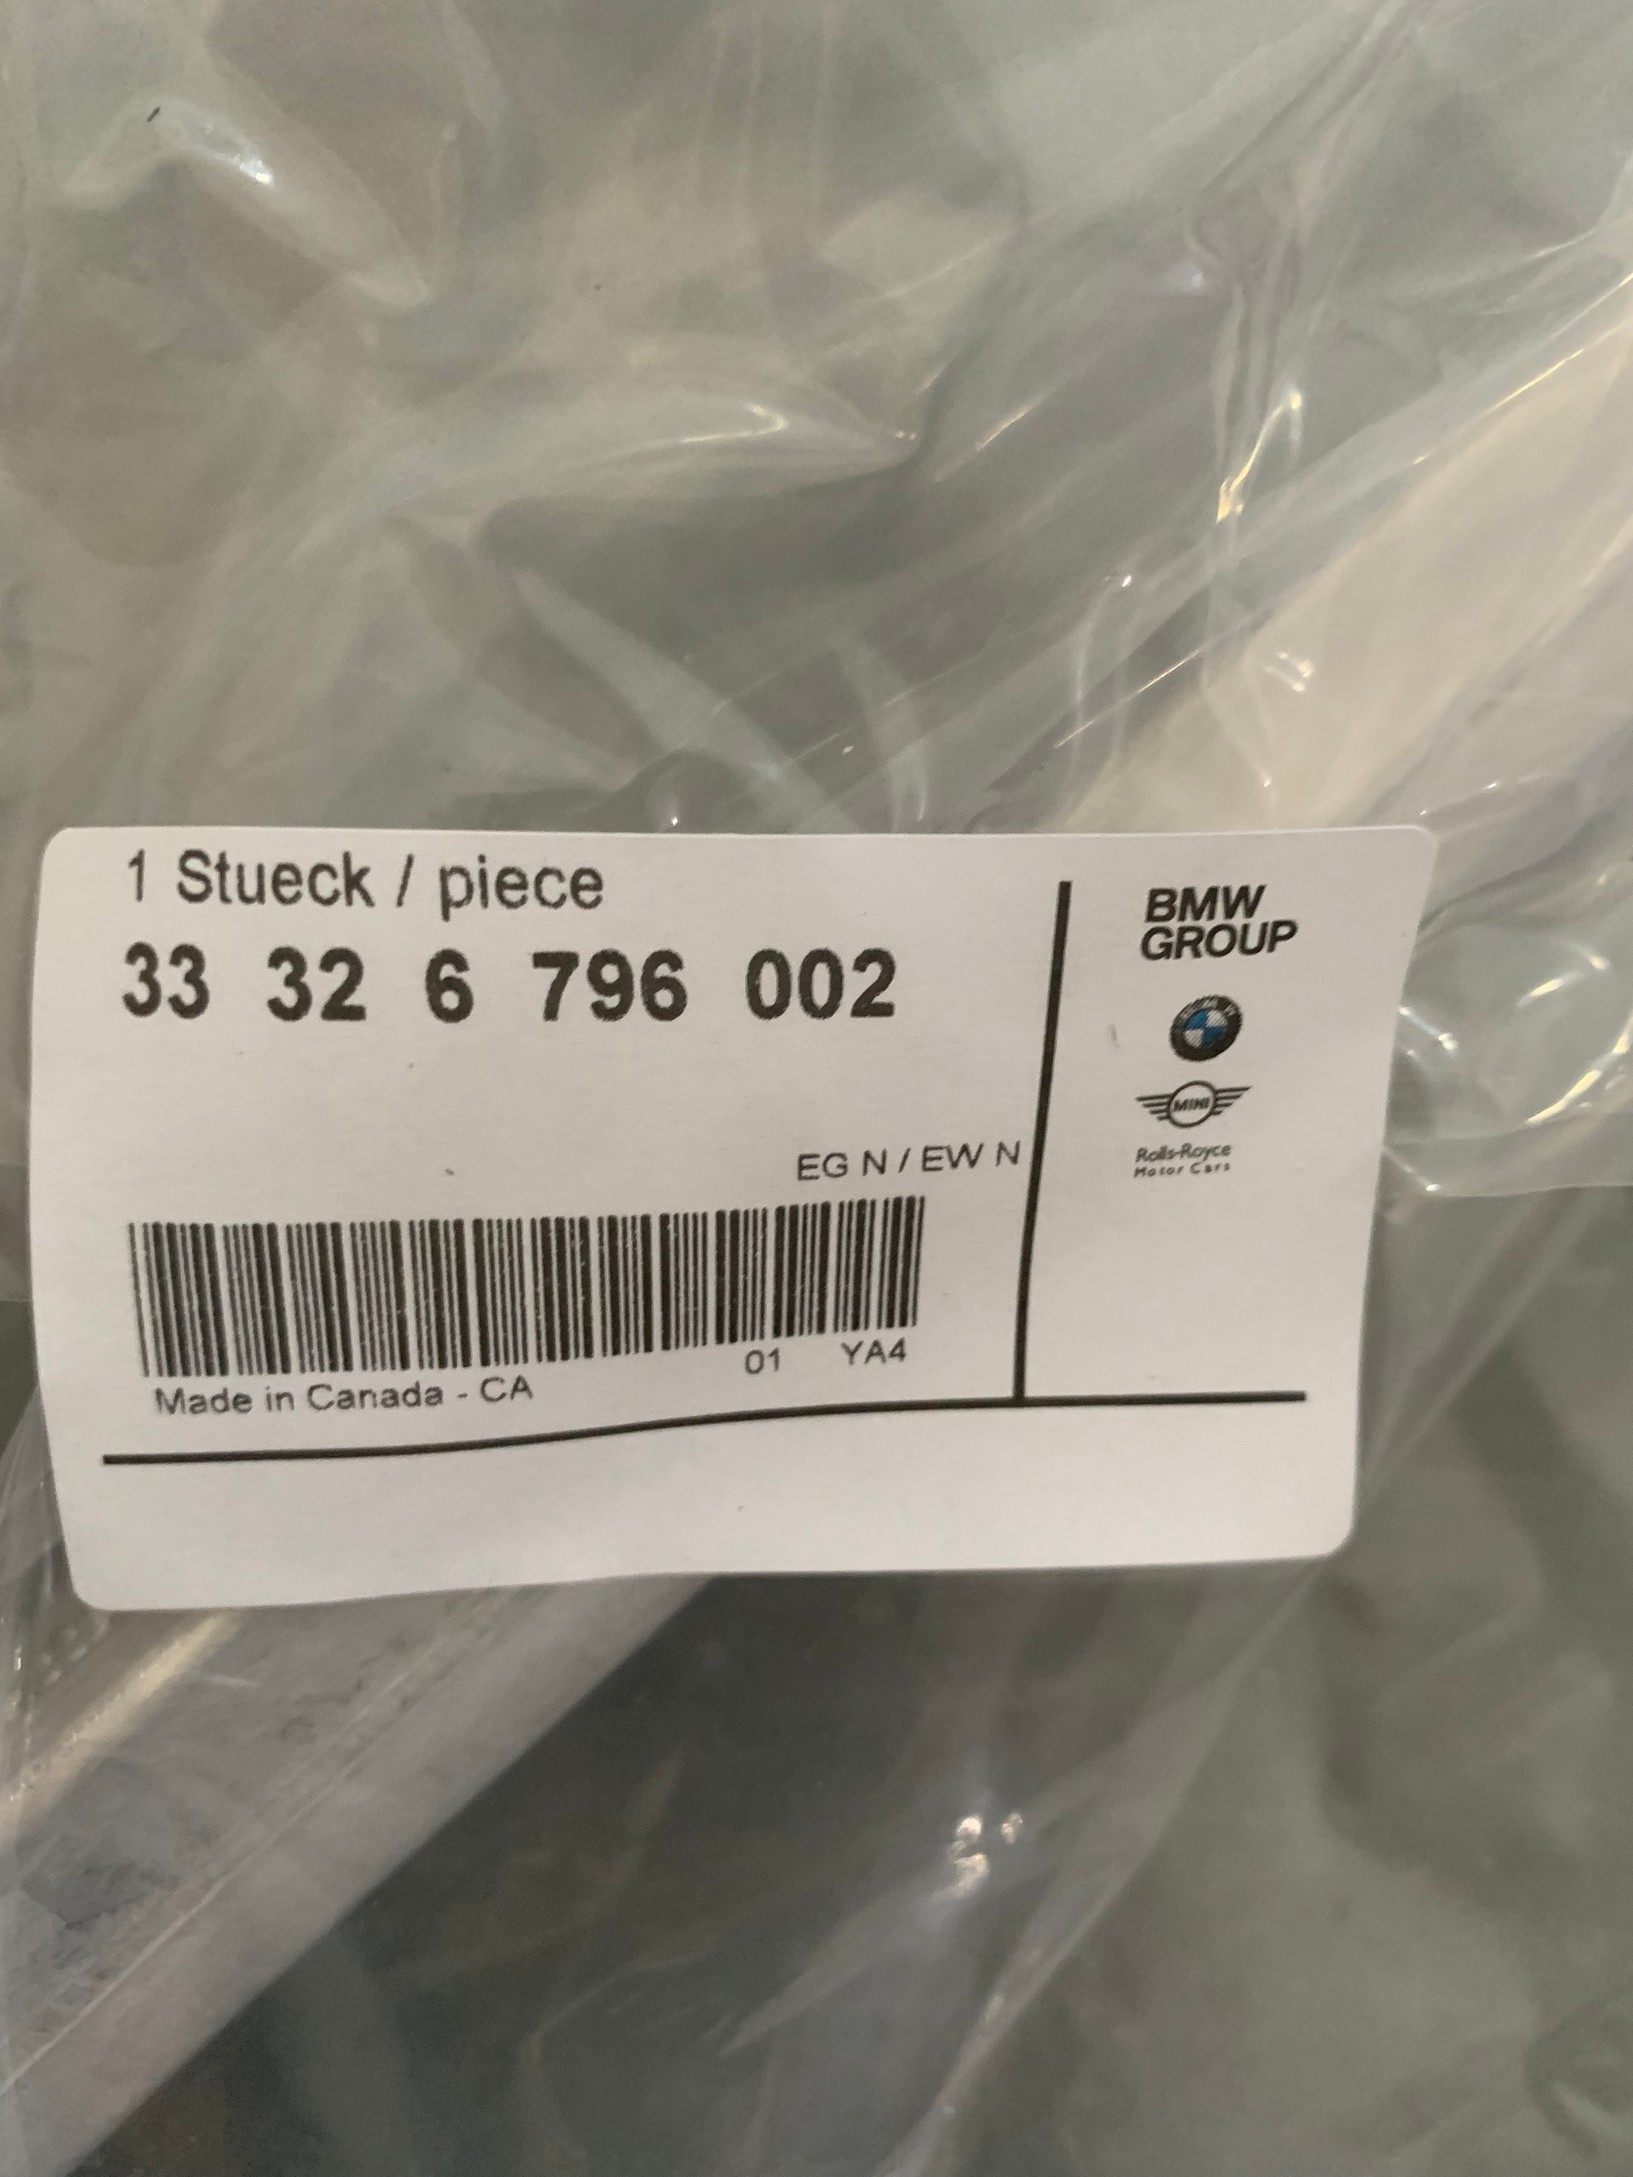 1 Stueck / piece
33 32 6 796 002
EG N / EW N
01 YA4
Made in Canada - CA
BMW
GROUP
MINI
Rolls-Royce
Motor Cars